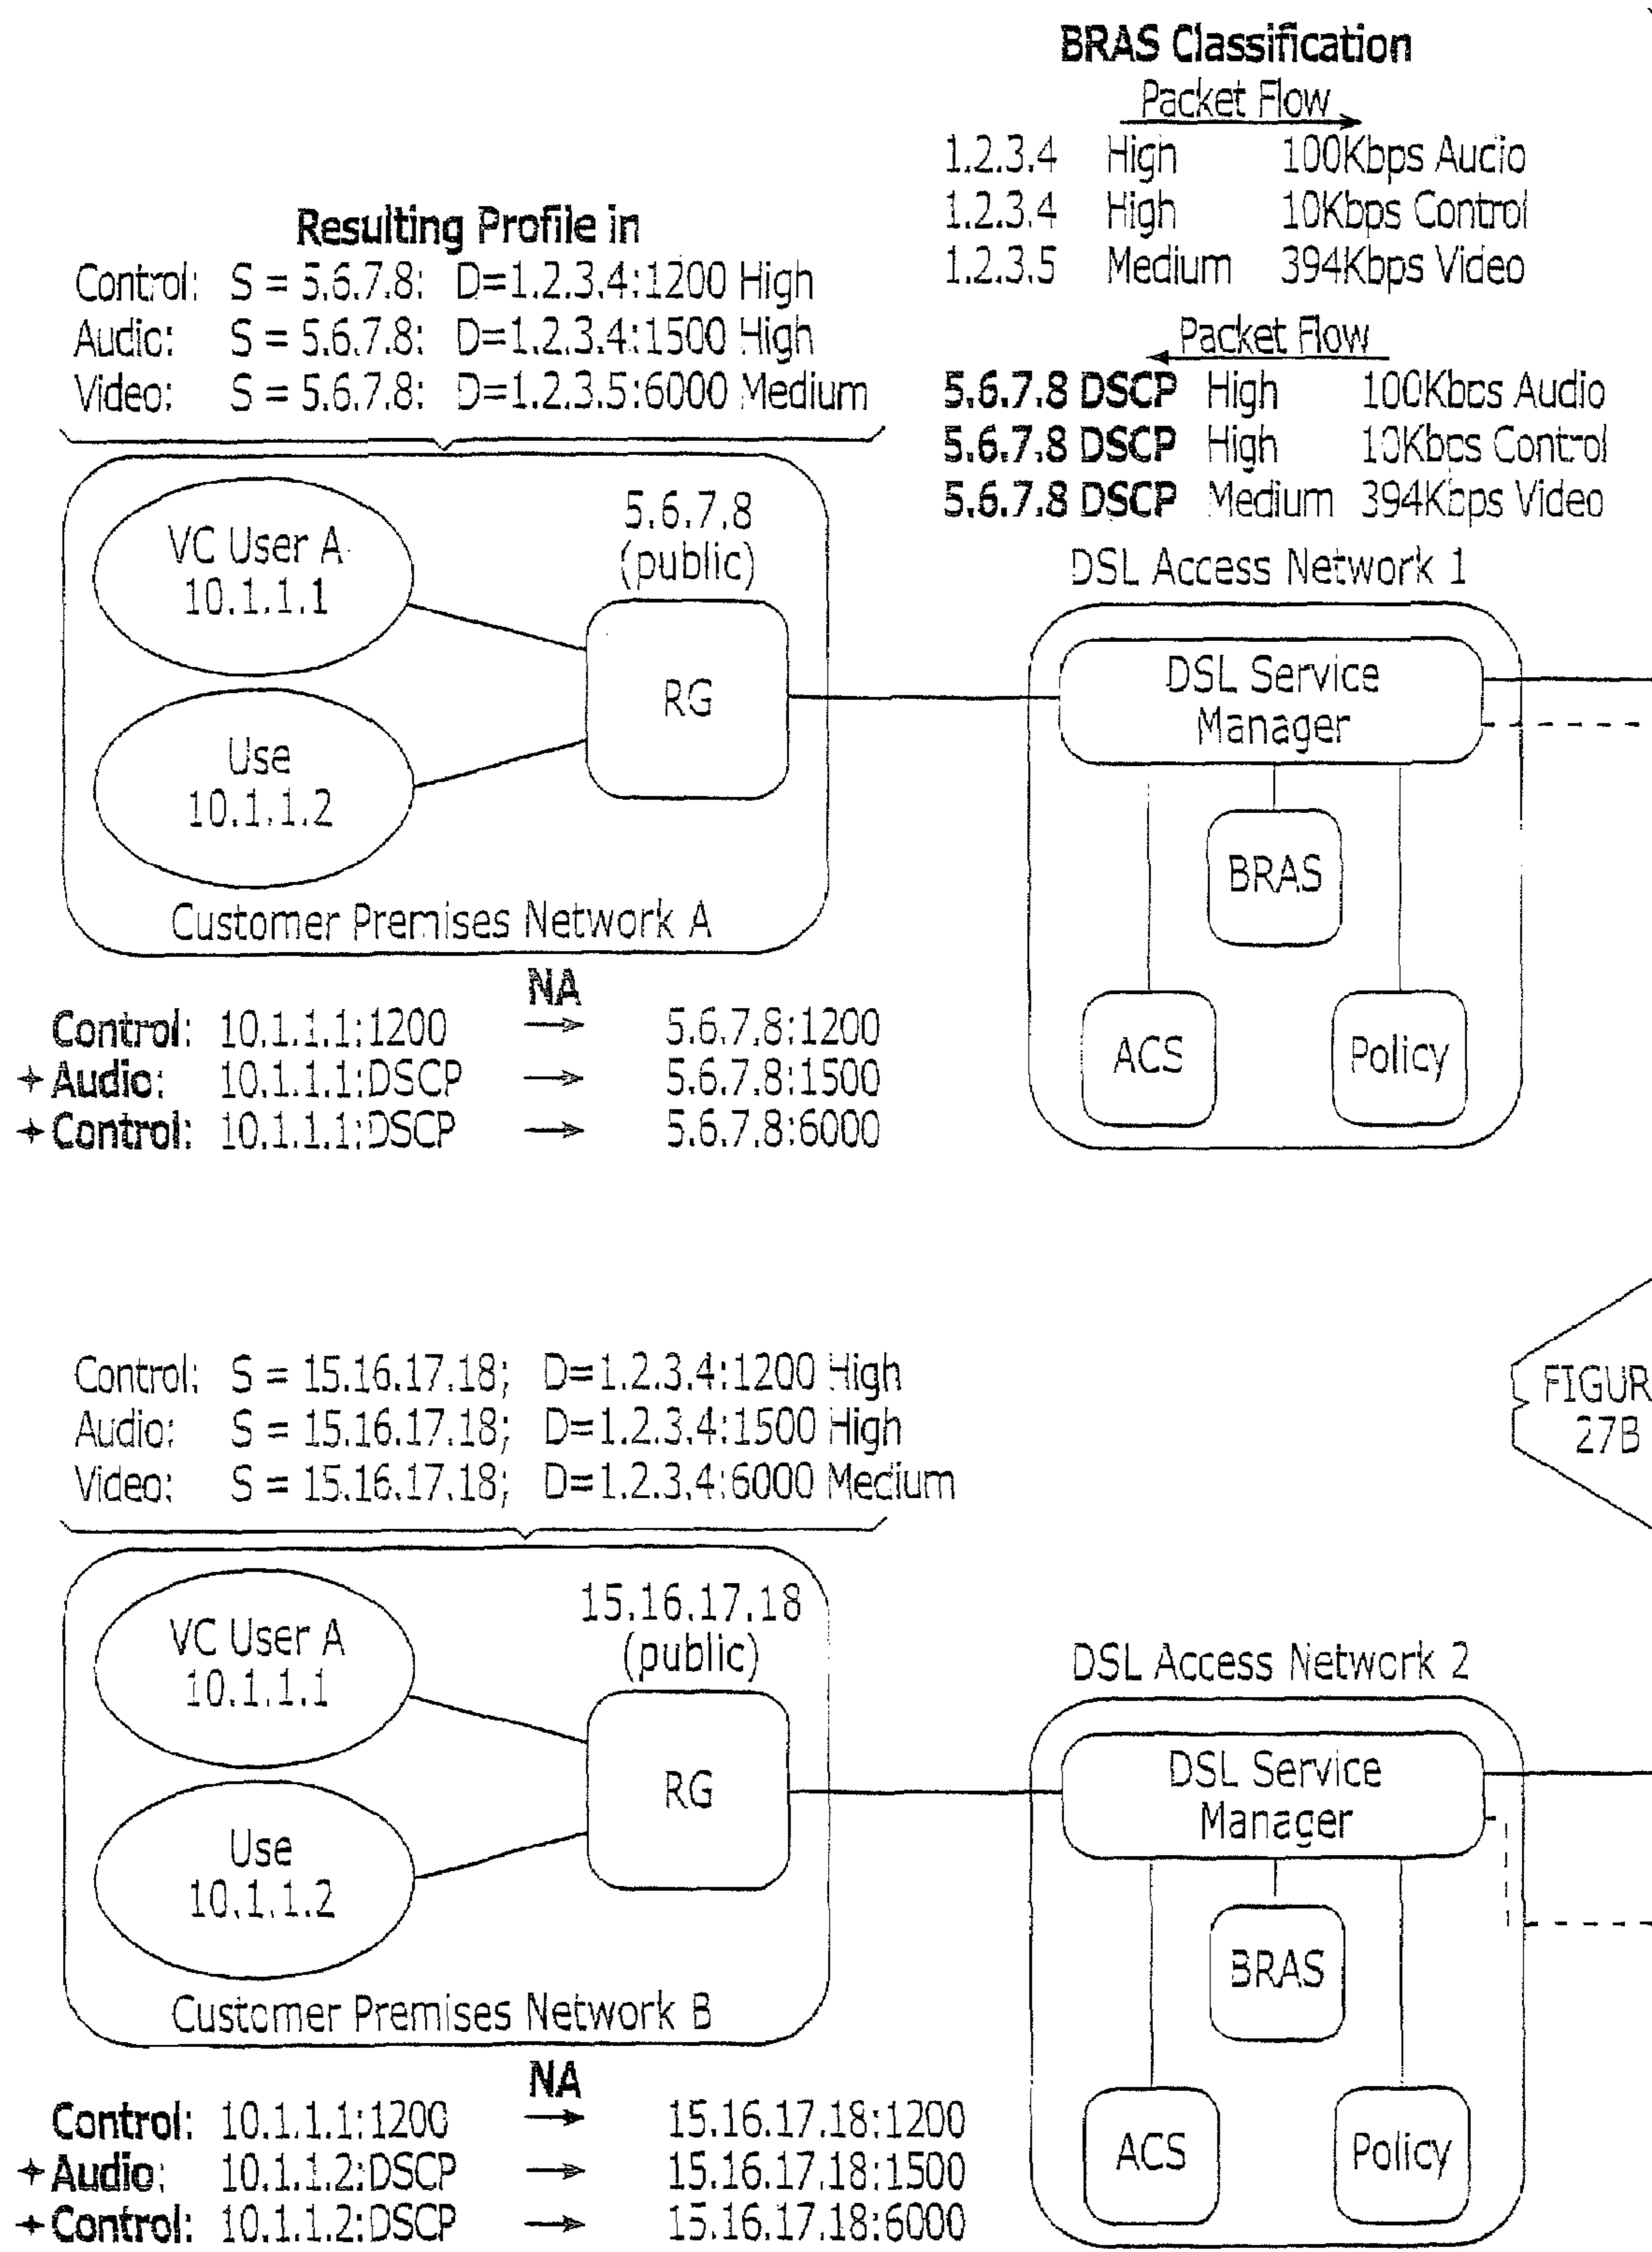 BRAS Classification
Packet Flow
1.2.3.4 High 100Kbps Audio
1.2.3.4 High 10Kbps Control
1.2.3.5 Medium 394Kbps Video
Packet Flow
5.6.7.8 DSCP High 100Kbps Audio
5.6.7.8 DSCP High 10Kbps Control
5.6.7.8 DSCP Medium 394Kbps Video
Resulting Profile in
Control: S = 5.6.7.8; D=1.2.3.4:1200 High
Audio: S = 5.6.7.8; D=1.2.3.4:1500 High
Video: S = 5.6.7.8; D=1.2.3.5:6000 Medium
VC User A
10.1.1.1
Use
10.1.1.2
5.6.7.8
(public)
RG
Customer Premises Network A
DSL Access Network 1
DSL Service
Manager
BRAS
ACS
Policy
NA
Control: 10.1.1.1:1200 → 5.6.7.8:1200
+Audio: 10.1.1.1:DSCP → 5.6.7.8:1500
+Control: 10.1.1.1:DSCP → 5.6.7.8:6000
FIGUR
27B
Control: S = 15.16.17.18; D=1.2.3.4:1200 High
Audio: S = 15.16.17.18; D=1.2.3.4:1500 High
Video: S = 15.16.17.18; D=1.2.3.4:6000 Medium
VC User A
10.1.1.1
Use
10.1.1.2
15.16.17.18
(public)
RG
Customer Premises Network B
DSL Access Network 2
DSL Service
Manager
BRAS
ACS
Policy
NA
Control: 10.1.1.1:1200 → 15.16.17.18:1200
+Audio: 10.1.1.2:DSCP → 15.16.17.18:1500
+Control: 10.1.1.2:DSCP → 15.16.17.18:6000